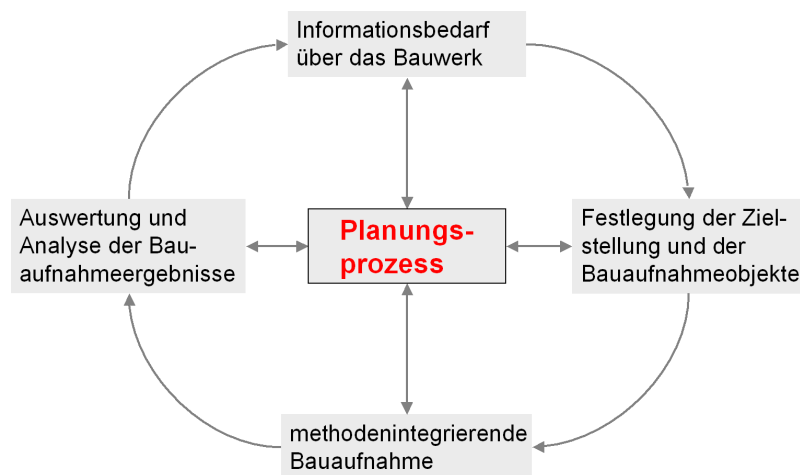 Informationsbedarf
über das Bauwerk
Auswertung und
Analyse der Bau-
aufnahmeergebnisse
Planungs-
prozess
Festlegung der Ziel-
stellung und der
Bauaufnahmeobjekte
methodenintegrierende
Bauaufnahme